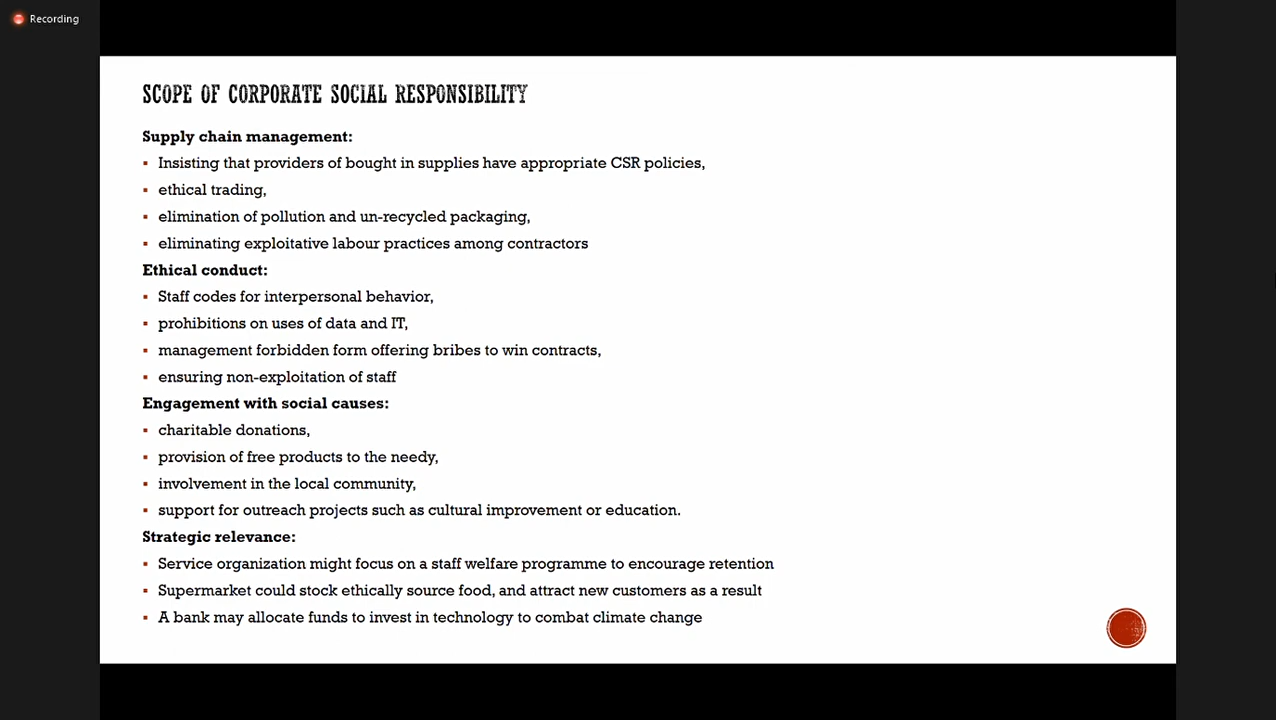 Recording
SCOPE OF CORPORATE SOCIAL RESPONSIBILITY
Supply chain management:
▪ Insisting that providers of bought in supplies have appropriate CSR policies,
▪ ethical trading,
▪ elimination of pollution and un-recycled packaging,
▪ eliminating exploitative labour practices among contractors
Ethical conduct:
▪ Staff codes for interpersonal behavior,
▪ prohibitions on uses of data and IT,
▪ management forbidden form offering bribes to win contracts,
▪ ensuring non-exploitation of staff
Engagement with social causes:
▪ charitable donations,
▪ provision of free products to the needy,
▪ involvement in the local community,
▪ support for outreach projects such as cultural improvement or education.
Strategic relevance:
▪ Service organization might focus on a staff welfare programme to encourage retention
▪ Supermarket could stock ethically source food, and attract new customers as a result
▪ A bank may allocate funds to invest in technology to combat climate change